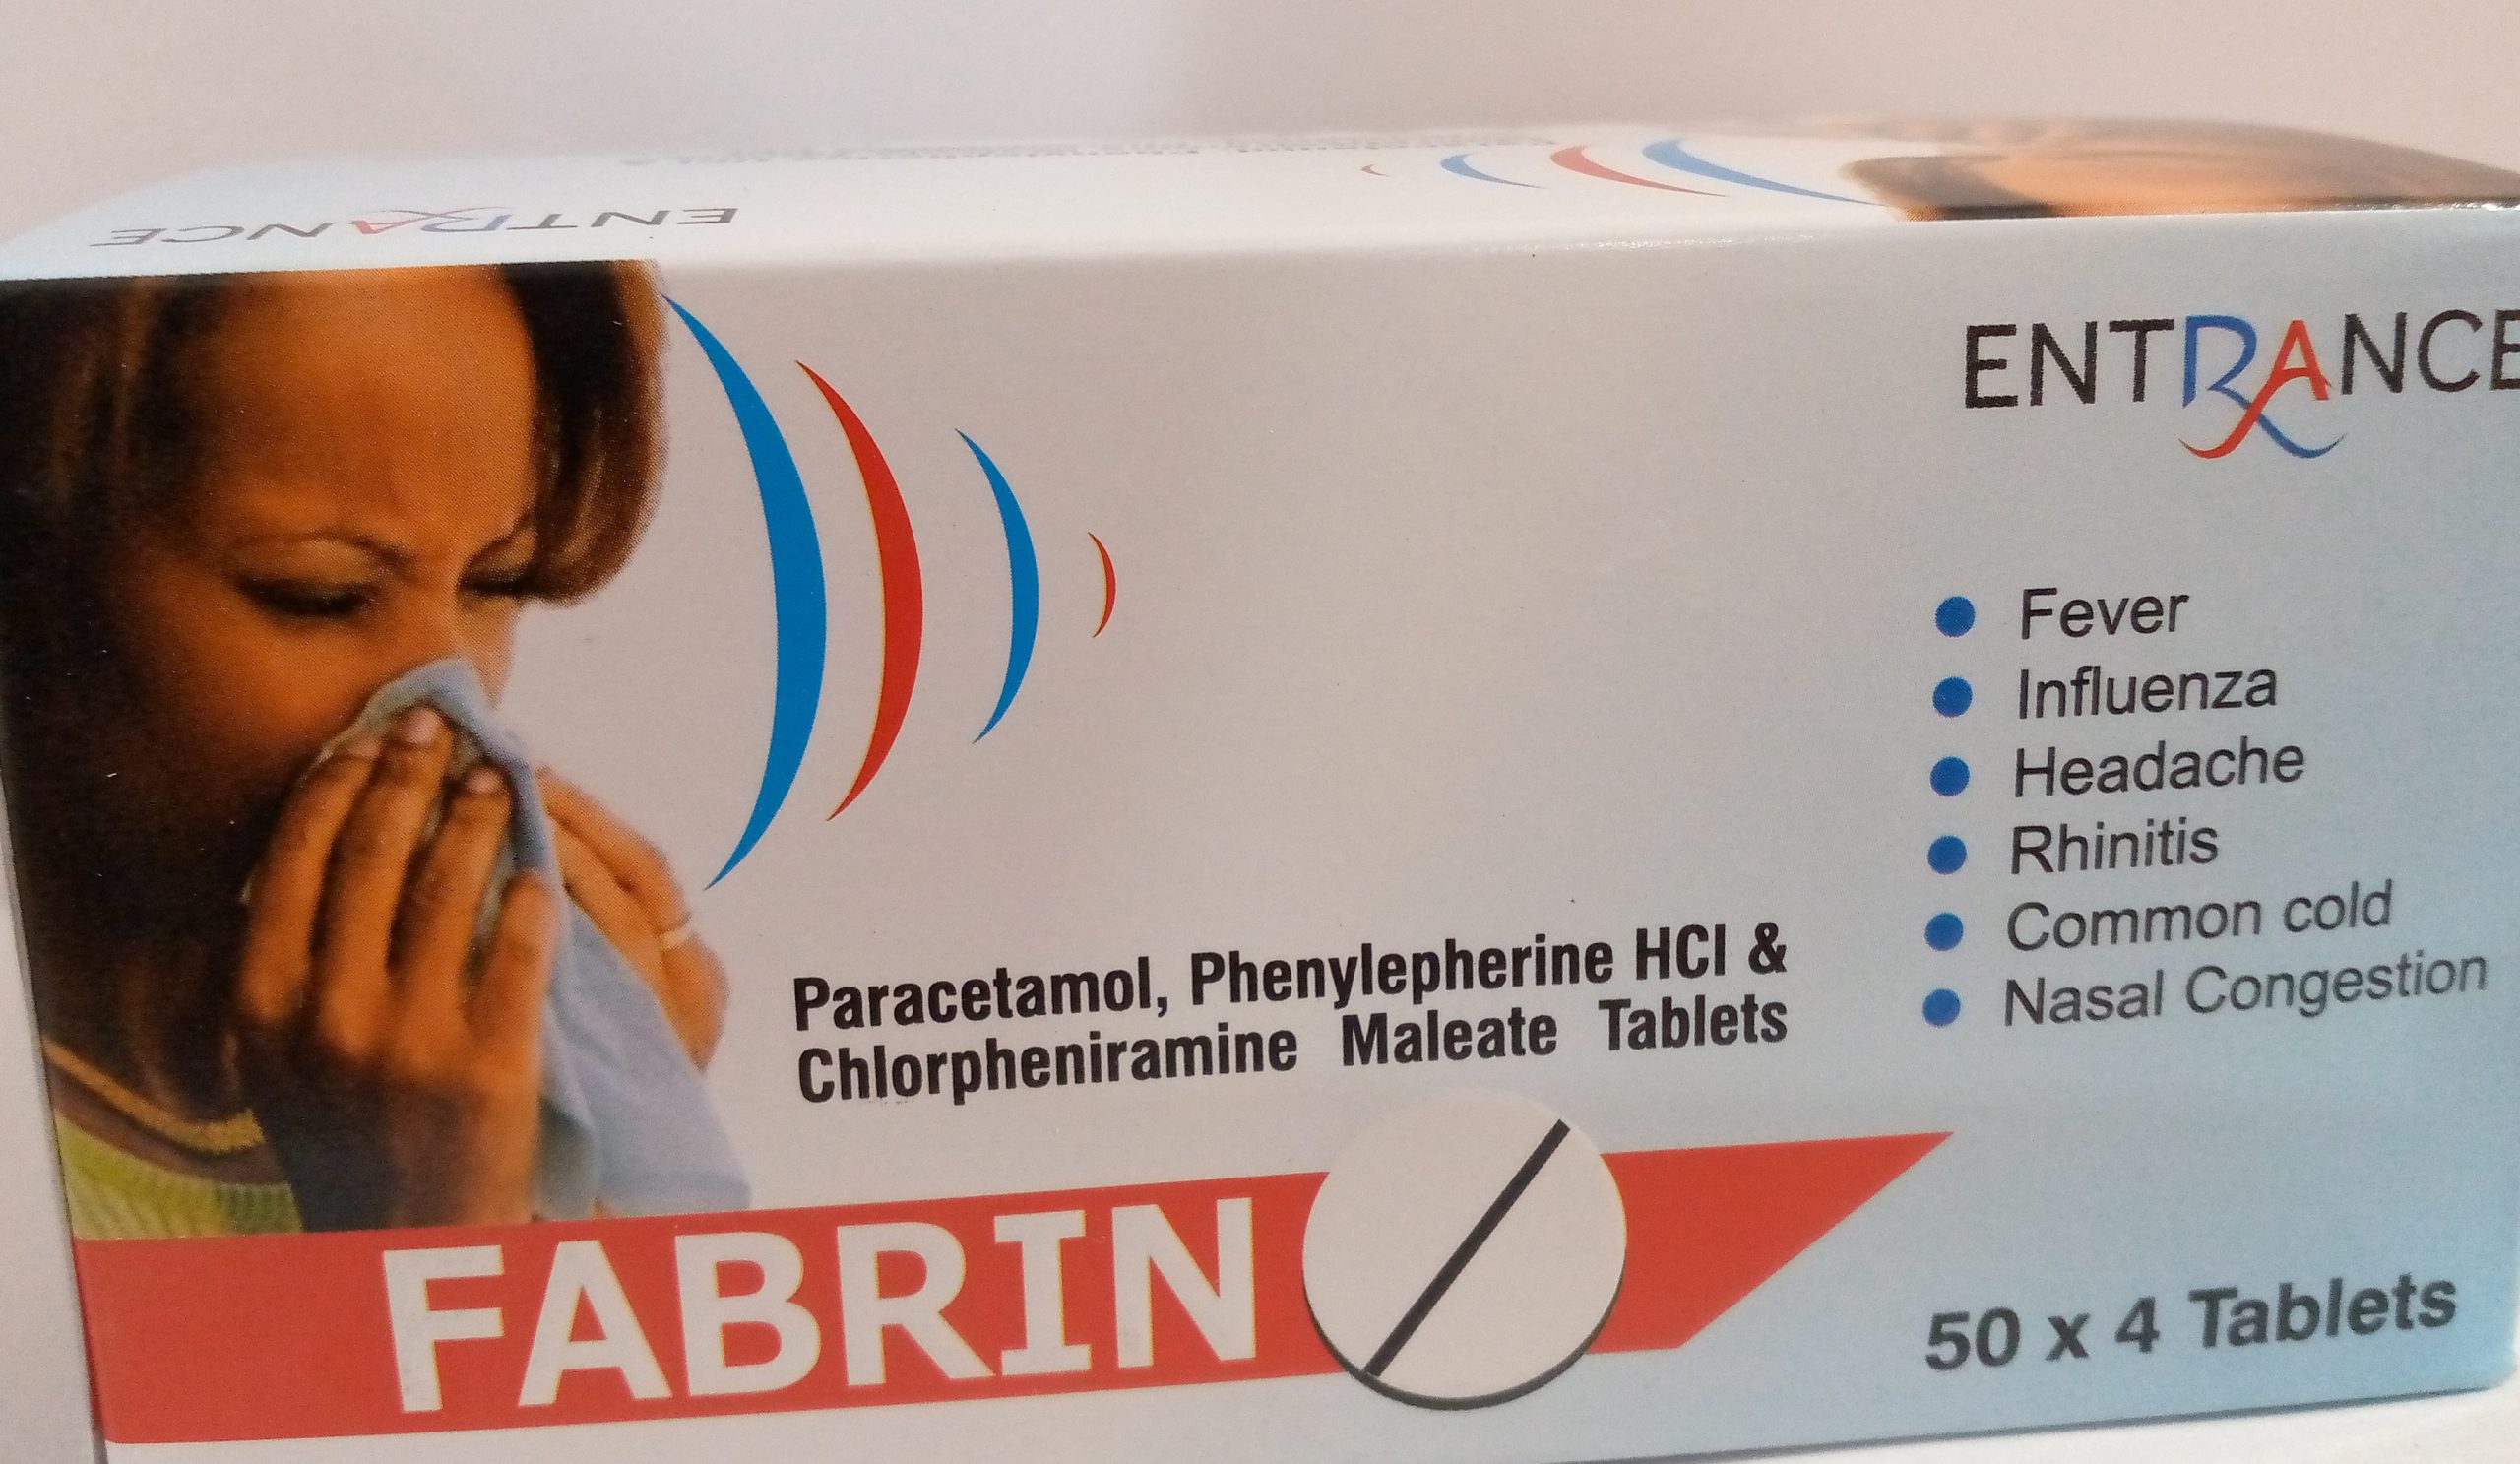 ENTRANCE
ENTRANCE
Fever
Influenza
Headache
Rhinitis
Common cold
Nasal Congestion
Paracetamol, Phenylepherine HCl &
Chlorpheniramine Maleate Tablets
FABRIN
50 x 4 Tablets